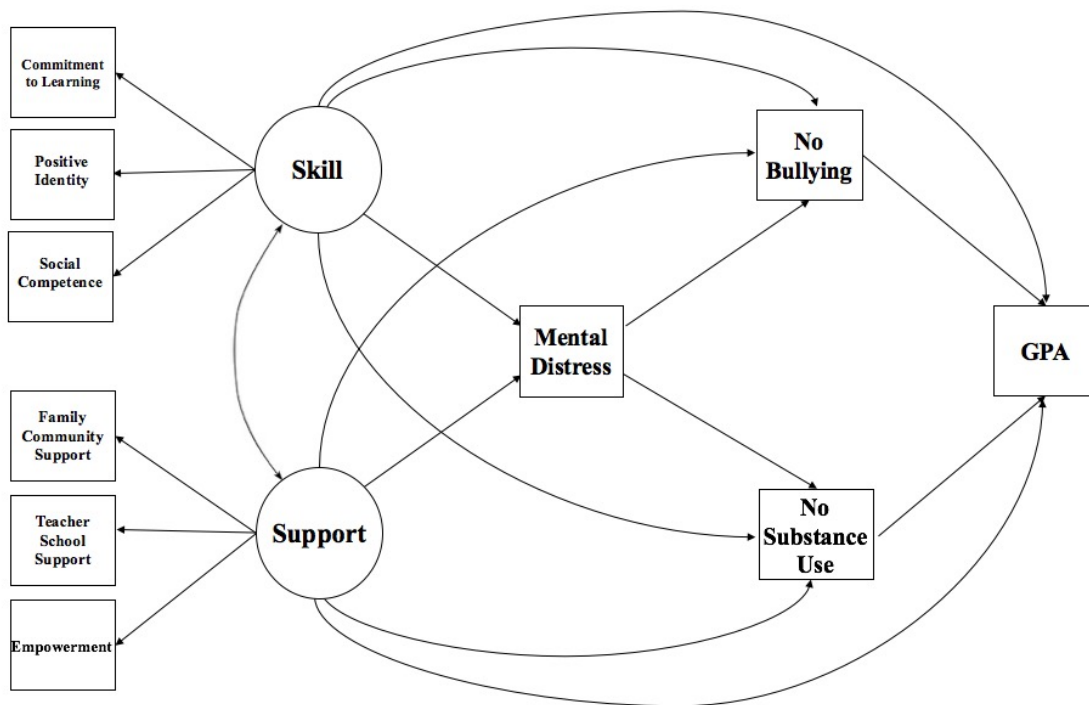 Commitment
to Learning
Positive
Identity
Social
Competence
Family
Community
Support
Teacher
School
Support
Empowerment
Skill
Support
Mental
Distress
No
Bullying
No
Substance
Use
GPA